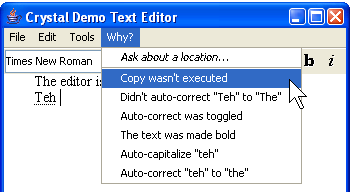 Crystal Demo Text Editor
File Edit Tools Why?
Times New Roman b i
Ask about a location...
The editor is
Copy wasn't executed
Teh
Didn't auto-correct "Teh" to "The"
Auto-correct was toggled
The text was made bold
Auto-capitalize "teh"
Auto-correct "teh" to "the"